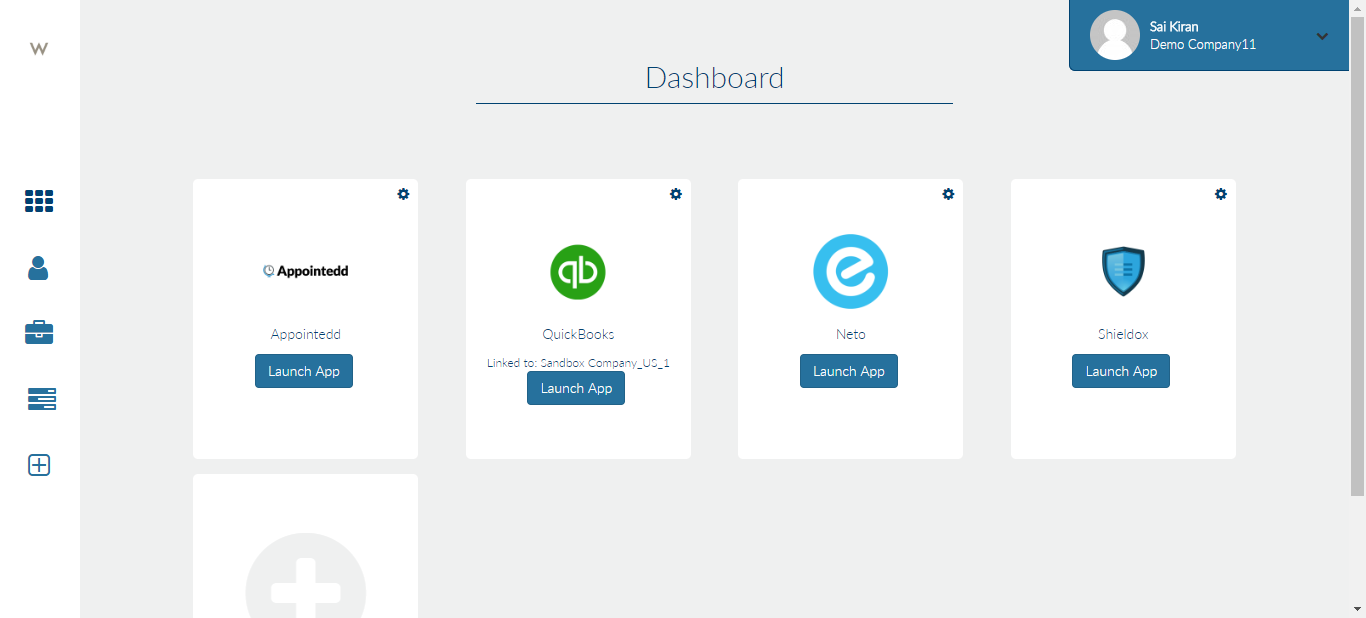 W
Sai Kiran
Demo Company11
Dashboard
Appointedd
qb
e
Appointedd
QuickBooks
Neto
Shieldox
Linked to: Sandbox Company_US_1
Launch App
Launch App
Launch App
Launch App